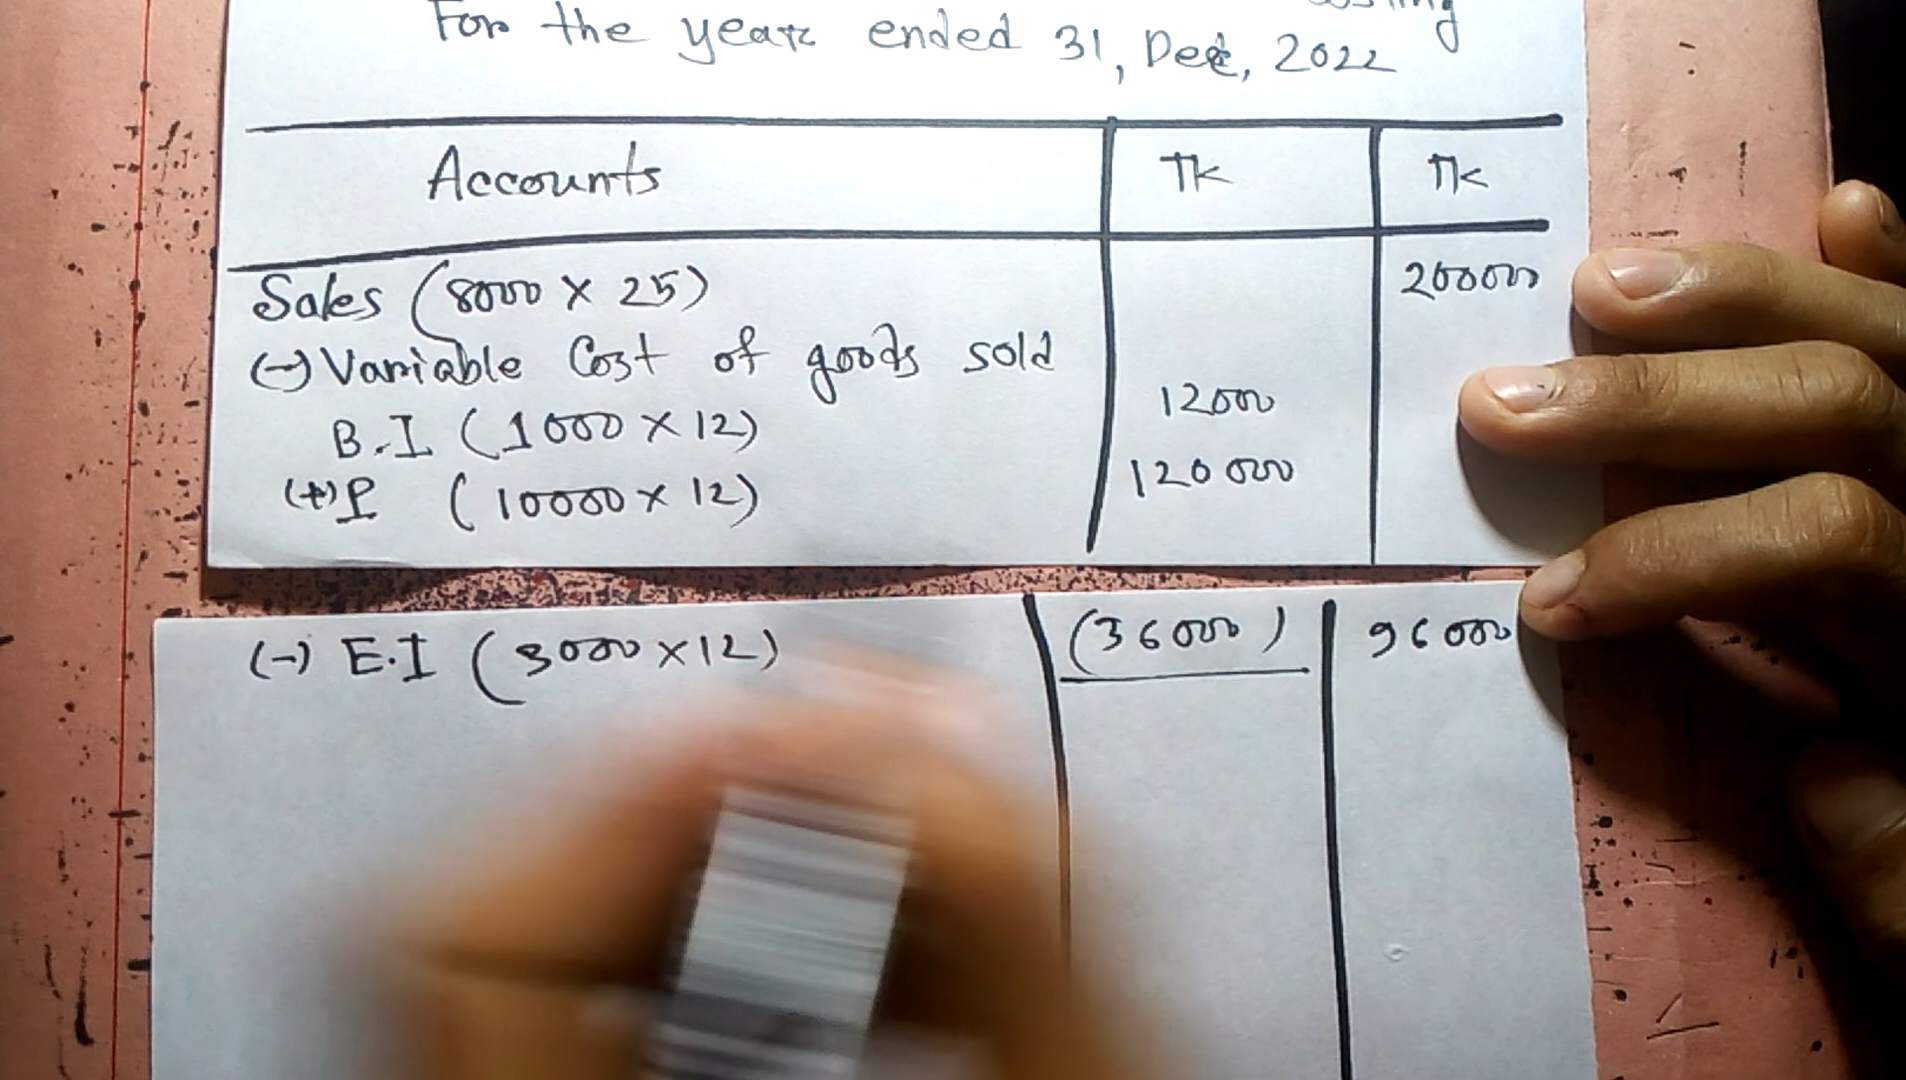 For the year ended 31, Dec, 2022
Accounts Tk Tk
Sales (8000 x 25) 200000
(-) Variable Cost of goods sold
B.I (1000 x 12) 12000
(+) P (10000 x 12) 120000
(-) E.I (3000 x 12) (36000) 96000